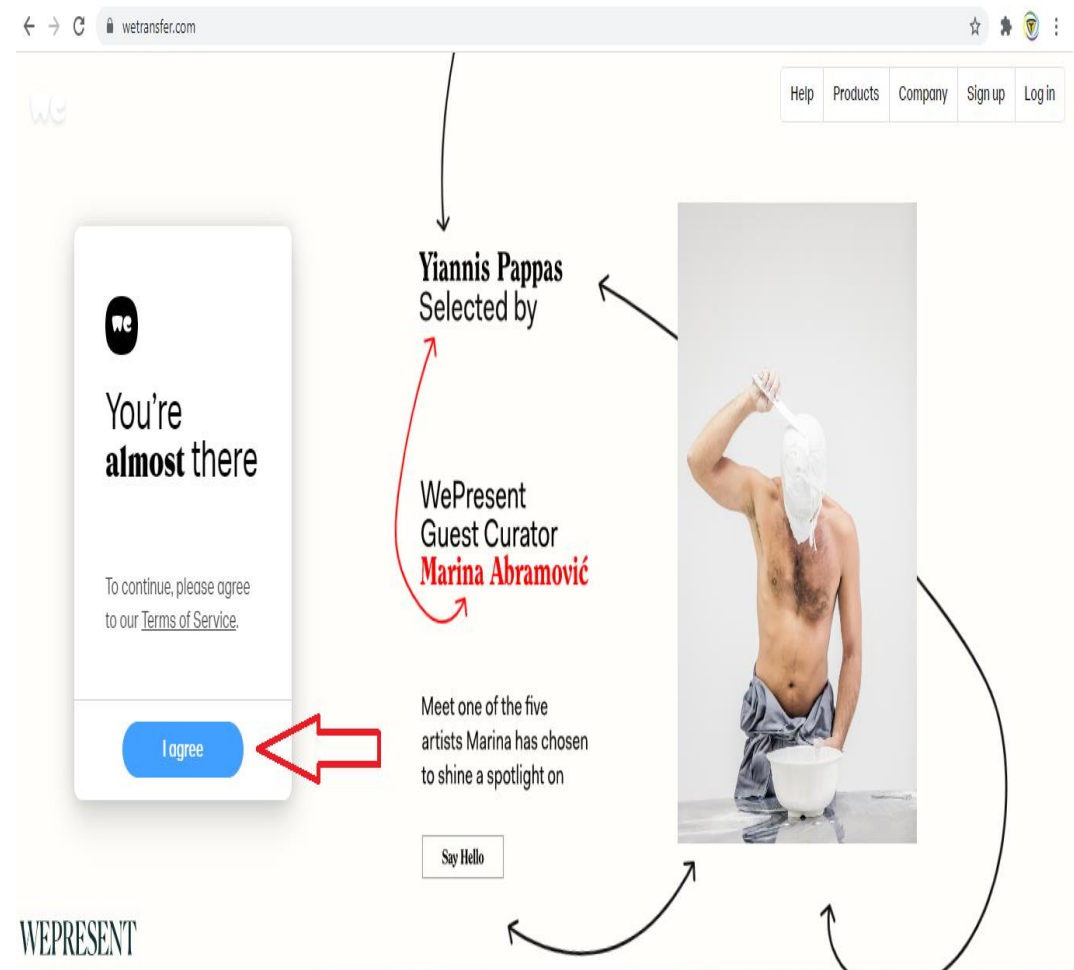 wetransfer.com
we
Help Products Company Sign up Log in
we
You're
almost there
To continue, please agree
to our Terms of Service.
I agree
Yiannis Pappas
Selected by
WePresent
Guest Curator
Marina Abramović
Meet one of the five
artists Marina has chosen
to shine a spotlight on
Say Hello
WEPRESENT